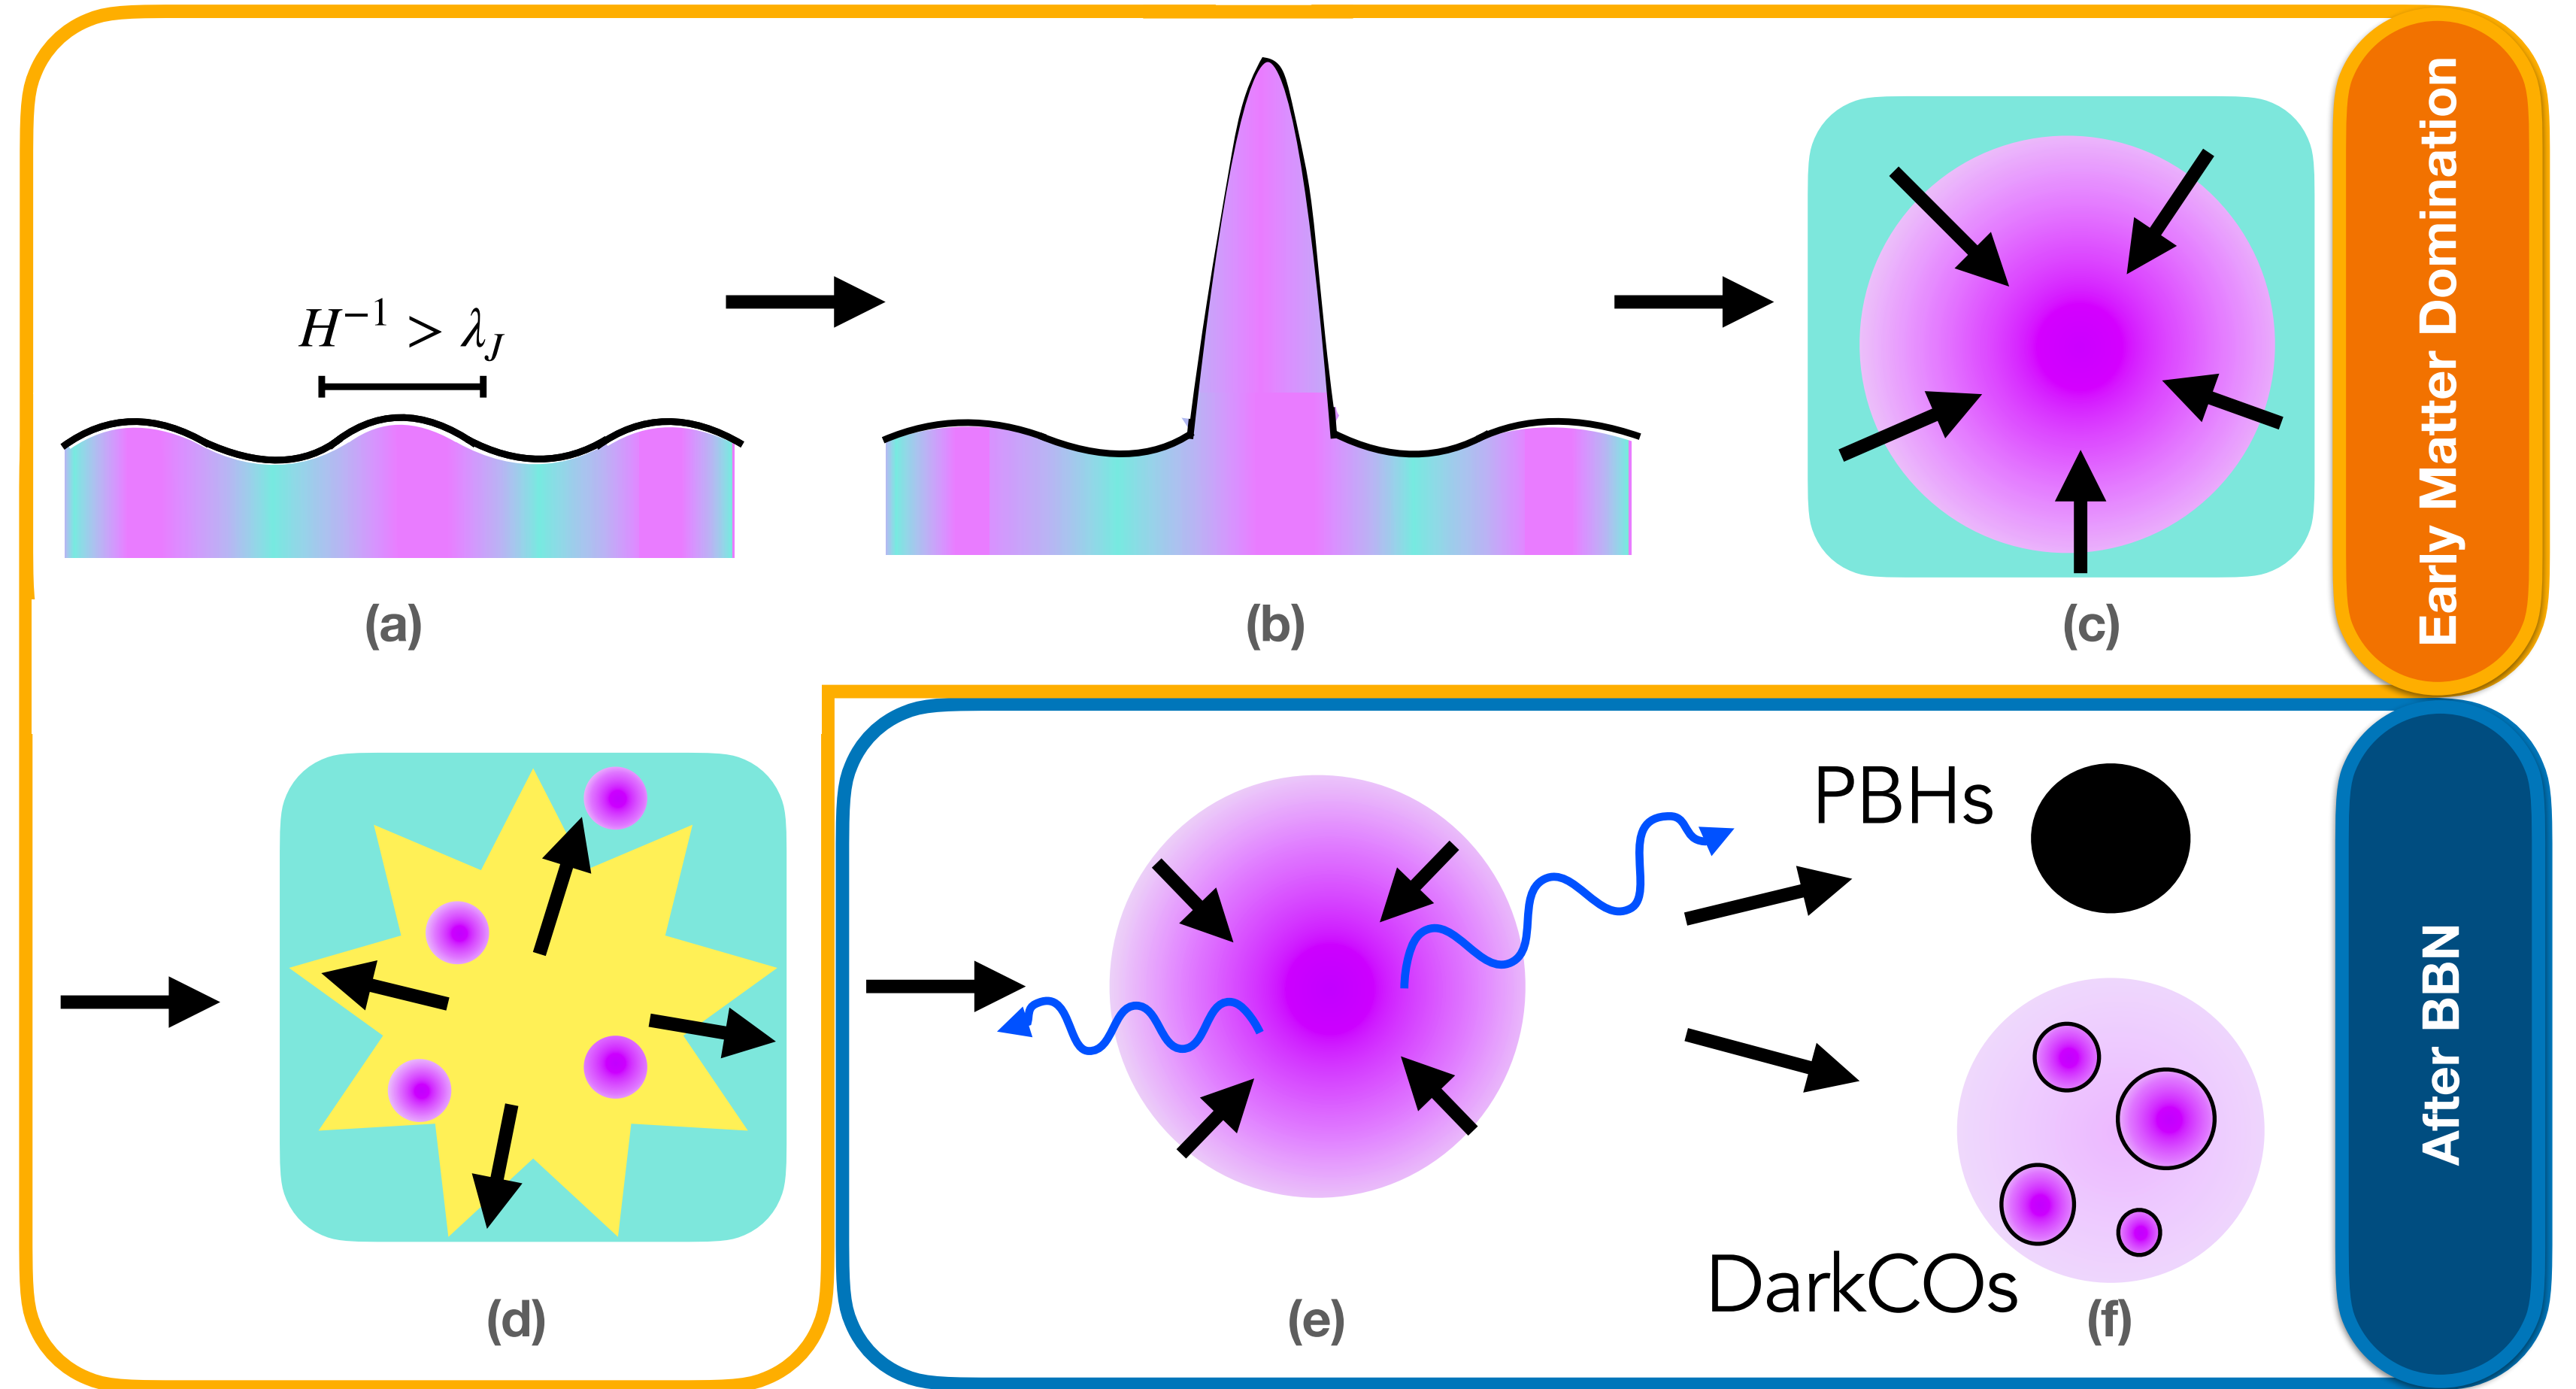 H⁻¹ > λ_J
(a)
(b)
(c)
Early Matter Domination
(d)
(e)
PBHs
DarkCOs
(f)
After BBN